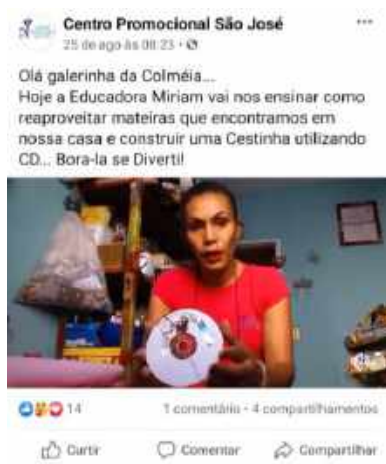 Centro Promocional São José
25 de ago às 08:23
Olá galerinha da Colméia...
Hoje a Educadora Miriam vai nos ensinar como
reaproveitar mateiras que encontramos em
nossa casa e construir uma Cestinha utilizando
CD... Bora-la se Diverti!
14
1 comentário • 4 compartilhamentos
Curtir
Comentar
Compartilhar